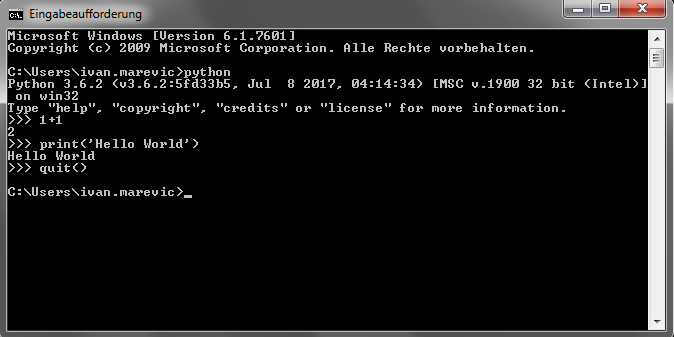 Eingabeaufforderung
Microsoft Windows [Version 6.1.7601]
Copyright (c) 2009 Microsoft Corporation. Alle Rechte vorbehalten.
C:\Users\ivan.marevic>python
Python 3.6.2 (v3.6.2:5fd33b5, Jul  8 2017, 04:14:34) [MSC v.1900 32 bit (Intel)]
 on win32
Type "help", "copyright", "credits" or "license" for more information.
>>> 1+1
2
>>> print('Hello World')
Hello World
>>> quit()
C:\Users\ivan.marevic>_